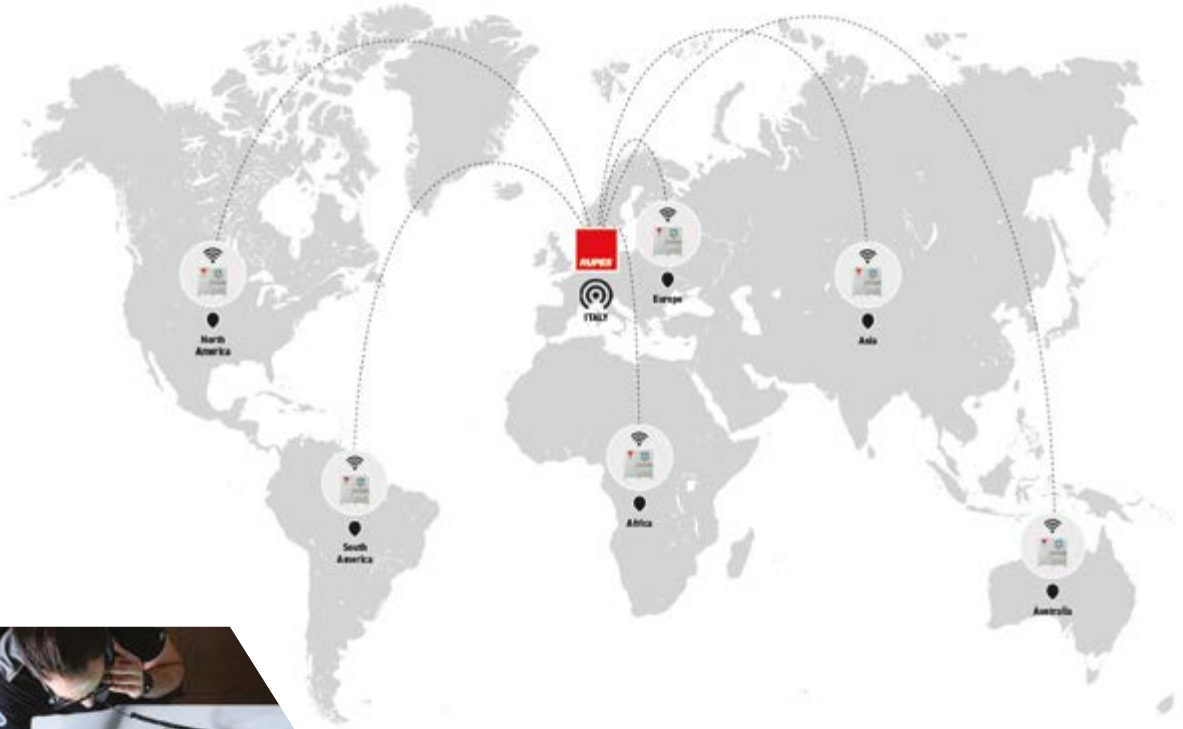 RUPES
ITALY
Europe
Asia
North
America
Africa
South
America
Australia